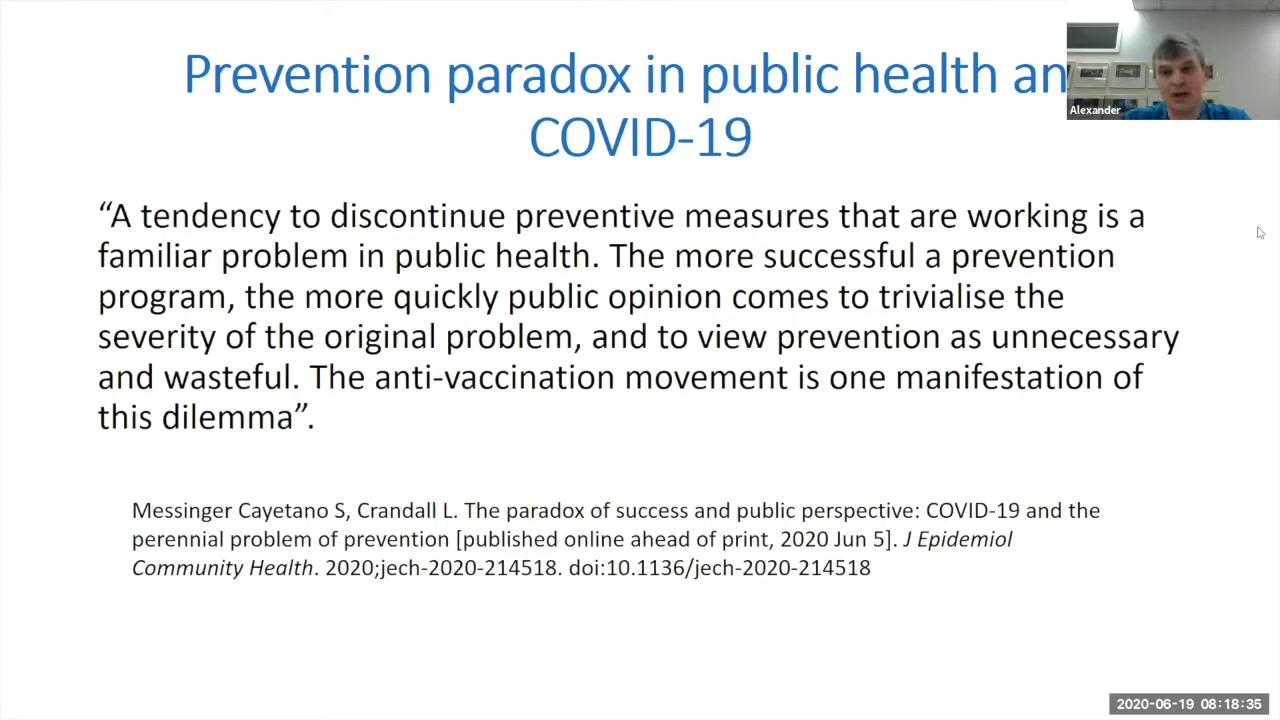 Prevention paradox in public health an
COVID-19
Alexander
“A tendency to discontinue preventive measures that are working is a
familiar problem in public health. The more successful a prevention
program, the more quickly public opinion comes to trivialise the
severity of the original problem, and to view prevention as unnecessary
and wasteful. The anti-vaccination movement is one manifestation of
this dilemma”.
Messinger Cayetano S, Crandall L. The paradox of success and public perspective: COVID-19 and the
perennial problem of prevention [published online ahead of print, 2020 Jun 5]. J Epidemiol
Community Health. 2020;jech-2020-214518. doi:10.1136/jech-2020-214518
2020-06-19 08:18:35